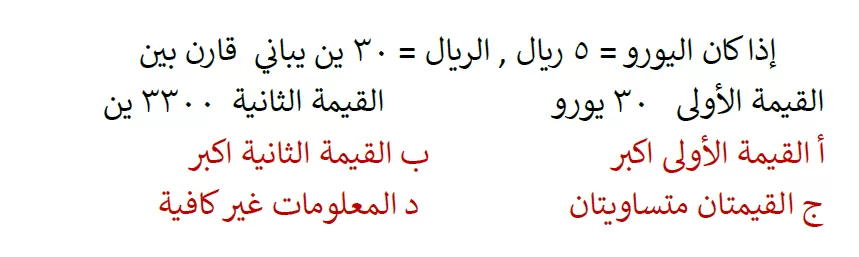 إذا كان اليورو = ٥ ريال , الريال = ٣٠ ين يباني قارن بين
القيمة الأولى ٣٠ يورو القيمة الثانية ٣٣٠٠ ين
أ القيمة الأولى اكبر ب القيمة الثانية اكبر
ج القيمتان متساويتان د المعلومات غير كافية